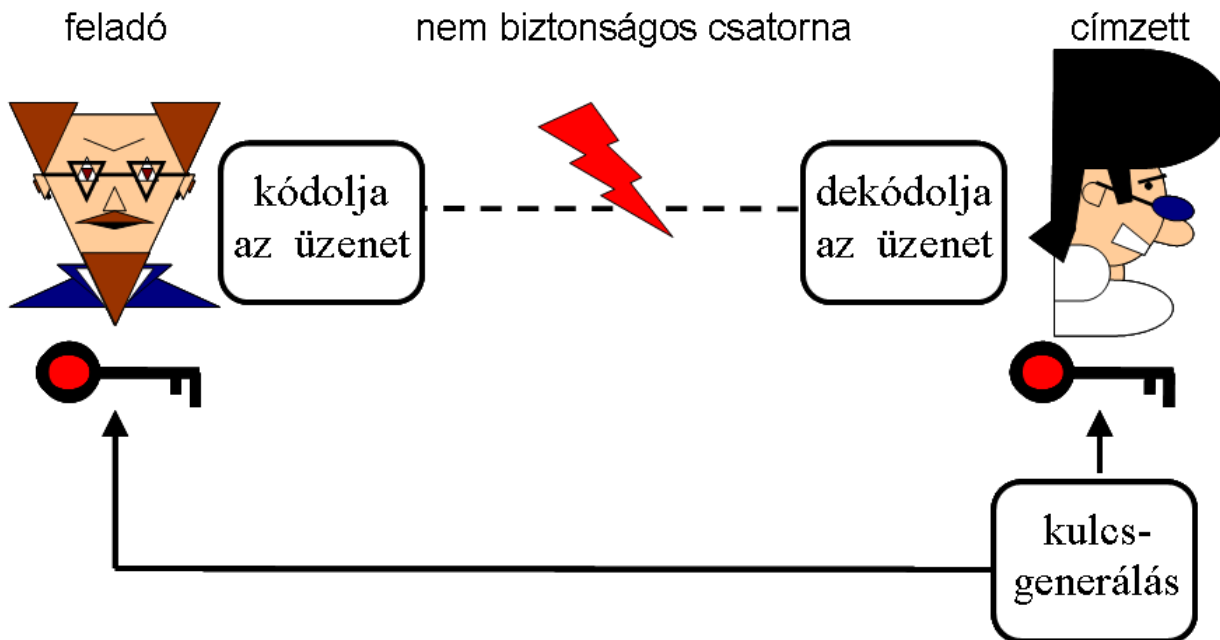 feladó
nem biztonságos csatorna
címzett
kódolja
az üzenet
dekódolja
az üzenet
kulcs-
generálás